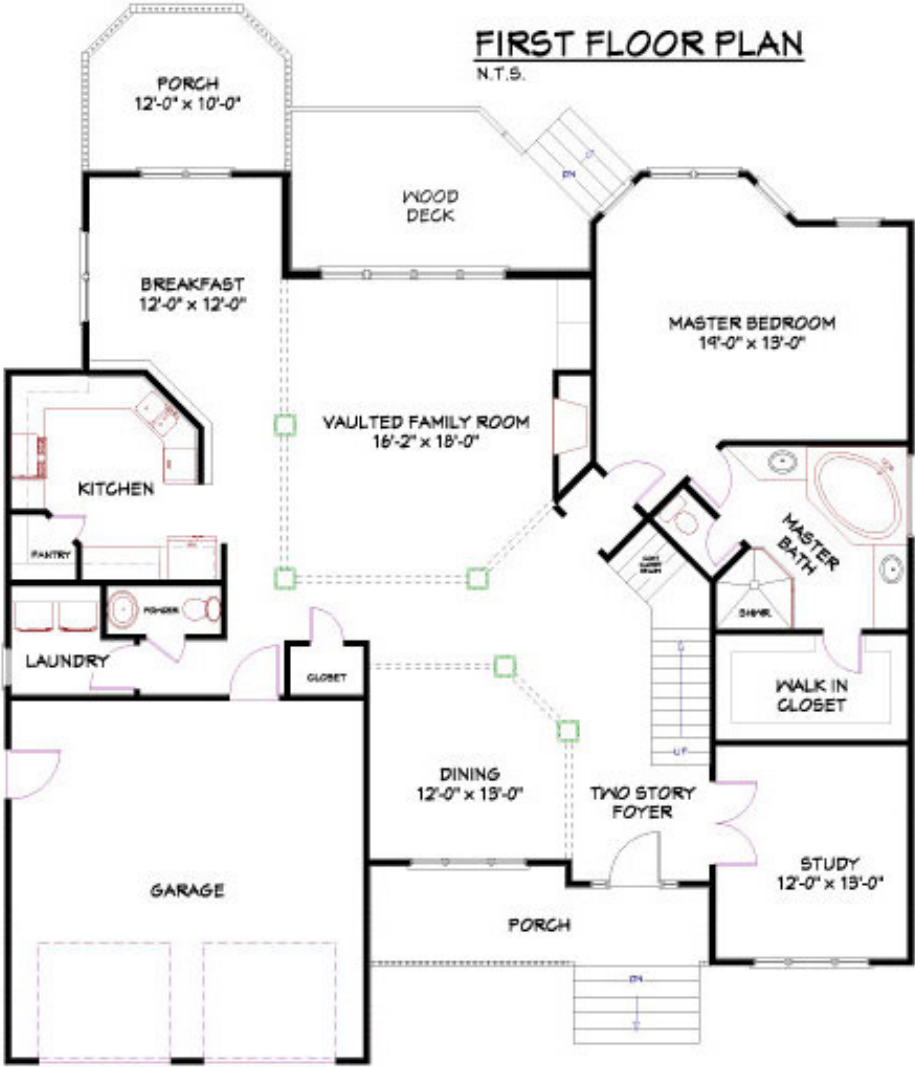 FIRST FLOOR PLAN
N.T.S.
PORCH
12'-0" x 10'-0"
WOOD
DECK
DN
UP
BREAKFAST
12'-0" x 12'-0"
MASTER BEDROOM
19'-0" x 13'-0"
VAULTED FAMILY ROOM
16'-2" x 18'-0"
KITCHEN
PANTRY
MASTER
BATH
SHWR
POWDER
LAUNDRY
CLOSET
WALK IN
CLOSET
UP
DINING
12'-0" x 13'-0"
TWO STORY
FOYER
STUDY
12'-0" x 13'-0"
GARAGE
PORCH
DN